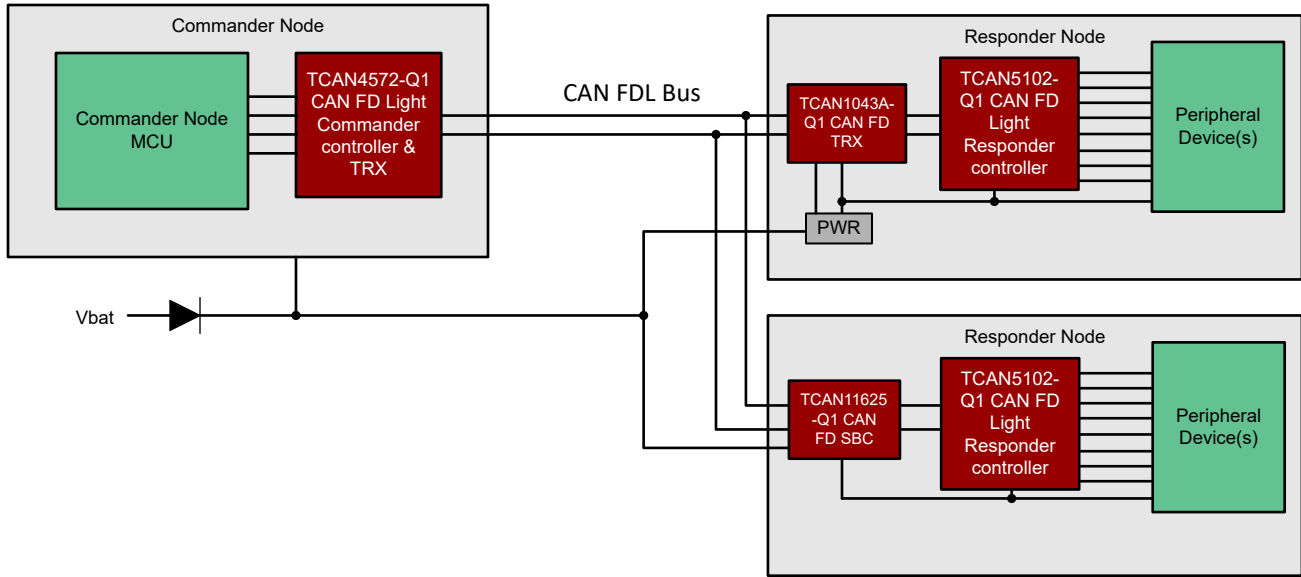 Commander Node
Commander Node
MCU
TCAN4572-Q1
CAN FD Light
Commander
controller &
TRX
CAN FDL Bus
Vbat
Responder Node
TCAN1043A-
Q1 CAN FD
TRX
PWR
TCAN5102-
Q1 CAN FD
Light
Responder
controller
Peripheral
Device(s)
Responder Node
TCAN11625
-Q1 CAN
FD SBC
TCAN5102-
Q1 CAN FD
Light
Responder
controller
Peripheral
Device(s)